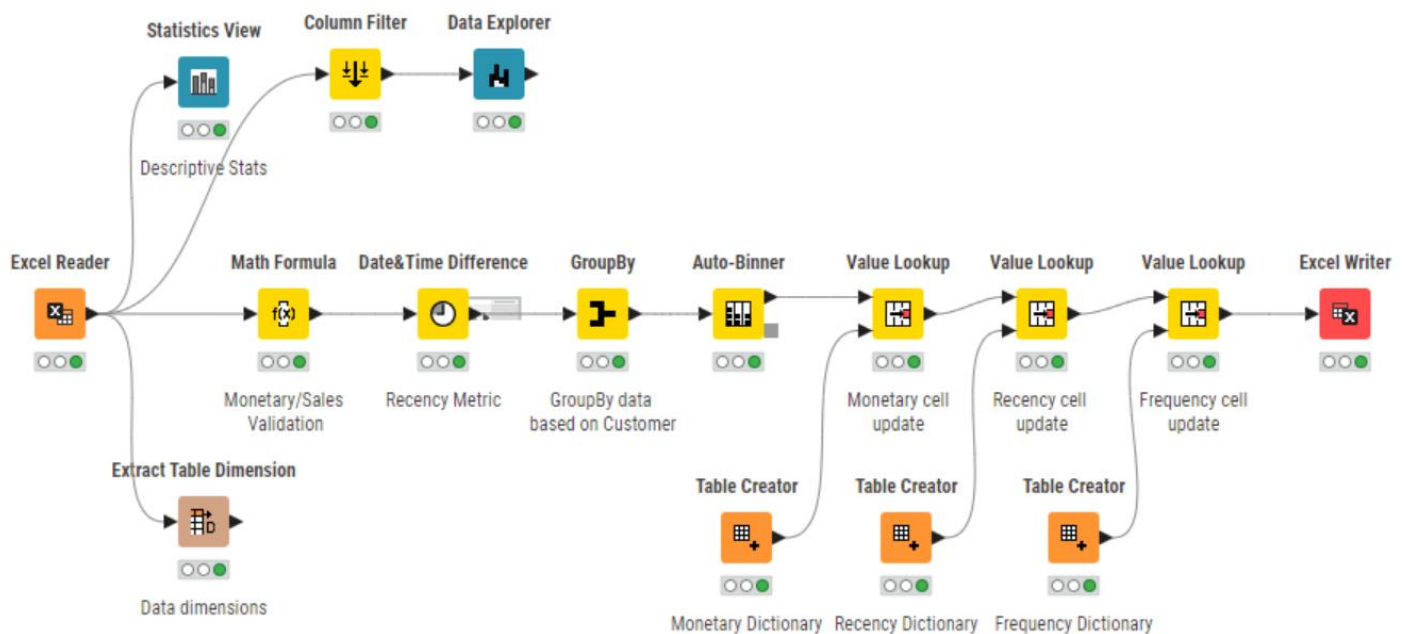 Statistics View
Column Filter
Data Explorer
Descriptive Stats
Excel Reader
Math Formula
Date&Time Difference
GroupBy
Auto-Binner
Value Lookup
Value Lookup
Value Lookup
Excel Writer
f(x)
Monetary/Sales
Validation
Recency Metric
GroupBy data
based on Customer
Monetary cell
update
Recency cell
update
Frequency cell
update
Extract Table Dimension
D
Data dimensions
Table Creator
Table Creator
Table Creator
Monetary Dictionary
Recency Dictionary
Frequency Dictionary